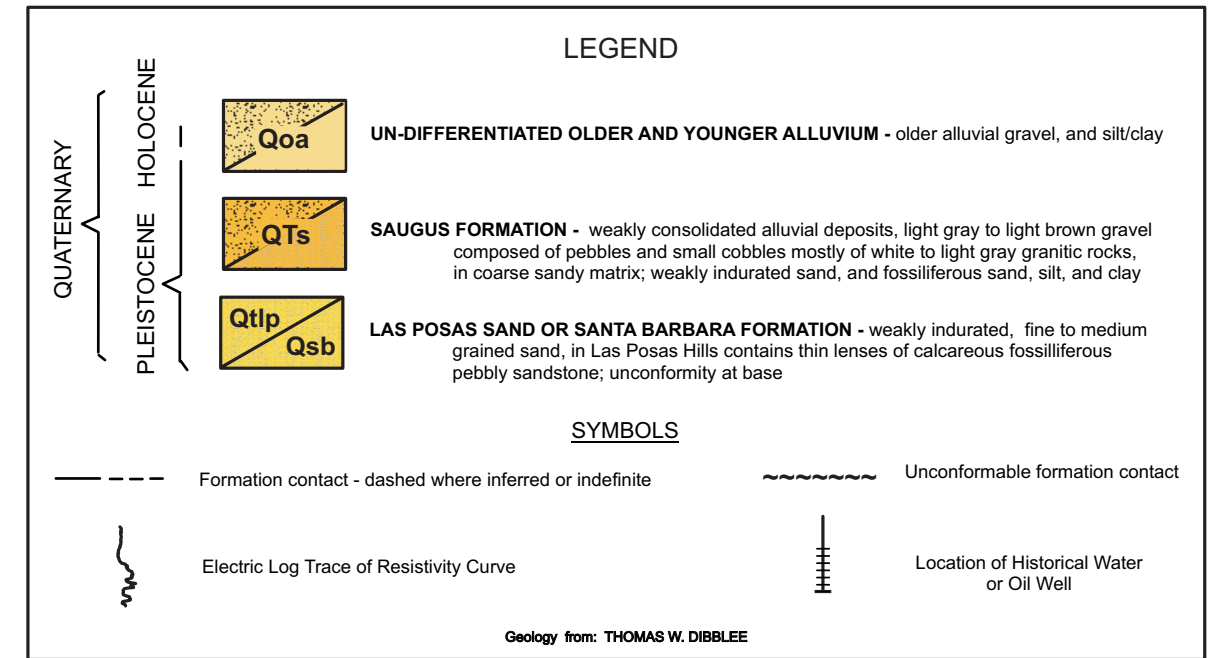 LEGEND
QUATERNARY
PLEISTOCENE HOLOCENE
Qoa
UN-DIFFERENTIATED OLDER AND YOUNGER ALLUVIUM - older alluvial gravel, and silt/clay
QTs
SAUGUS FORMATION - weakly consolidated alluvial deposits, light gray to light brown gravel
composed of pebbles and small cobbles mostly of white to light gray granitic rocks,
in coarse sandy matrix; weakly indurated sand, and fossiliferous sand, silt, and clay
Qtlp
Qsb
LAS POSAS SAND OR SANTA BARBARA FORMATION - weakly indurated, fine to medium
grained sand, in Las Posas Hills contains thin lenses of calcareous fossilliferous
pebbly sandstone; unconformity at base
SYMBOLS
Formation contact - dashed where inferred or indefinite
Unconformable formation contact
Electric Log Trace of Resistivity Curve
Location of Historical Water
or Oil Well
Geology from: THOMAS W. DIBBLEE